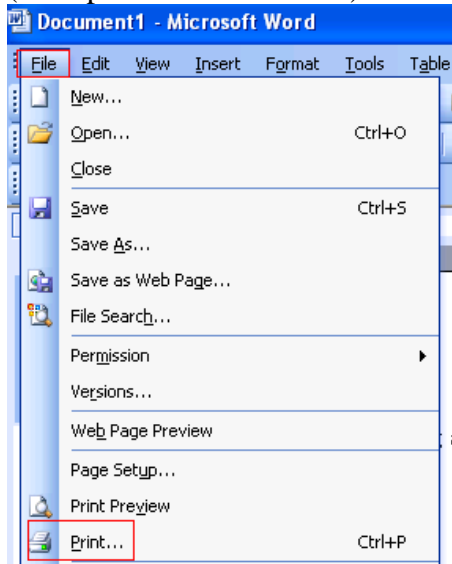 Document1 - Microsoft Word
File Edit View Insert Format Tools Table
New...
Open... Ctrl+O
Close
Save Ctrl+S
Save As...
Save as Web Page...
File Search...
Permission
Versions...
Web Page Preview
Page Setup...
Print Preview
Print... Ctrl+P